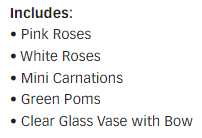 Includes:
• Pink Roses
• White Roses
• Mini Carnations
• Green Poms
• Clear Glass Vase with Bow